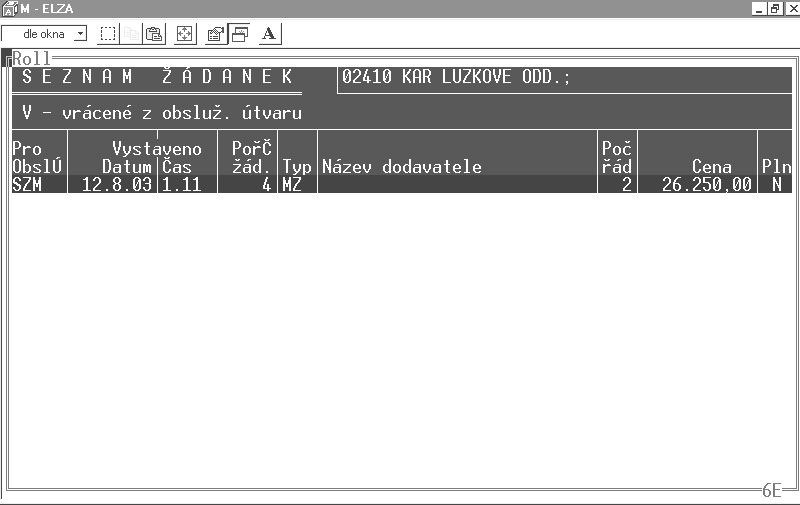 M - ELZA
dle okna
A
Roll
S E Z N A M   Ž Á D A N E K
02410 KAR LUZKOVE ODD.;
V - vrácené z obsluž. útvaru
Pro Vystaveno PořČ Poč
ObslÚ Datum Čas žád. Typ Název dodavatele řád Cena Pln
SZM 12.8.03 1.11 4 MZ 2 26.250,00 N
6E